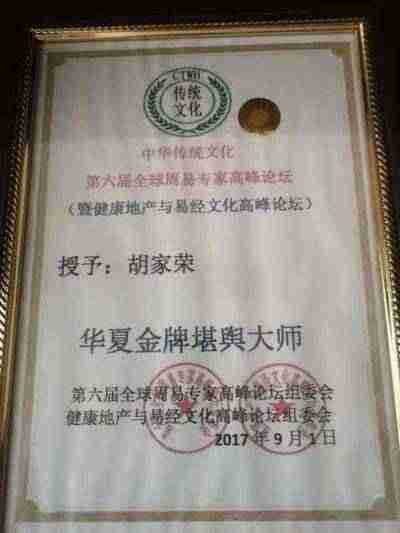 传统
文化
中华传统文化
第六届全球周易专家高峰论坛
（暨健康地产与易经文化高峰论坛）
授予：胡家荣
华夏金牌堪舆大师
第六届全球周易专家高峰论坛组委会
健康地产与易经文化高峰论坛组委会
2017年9月1日